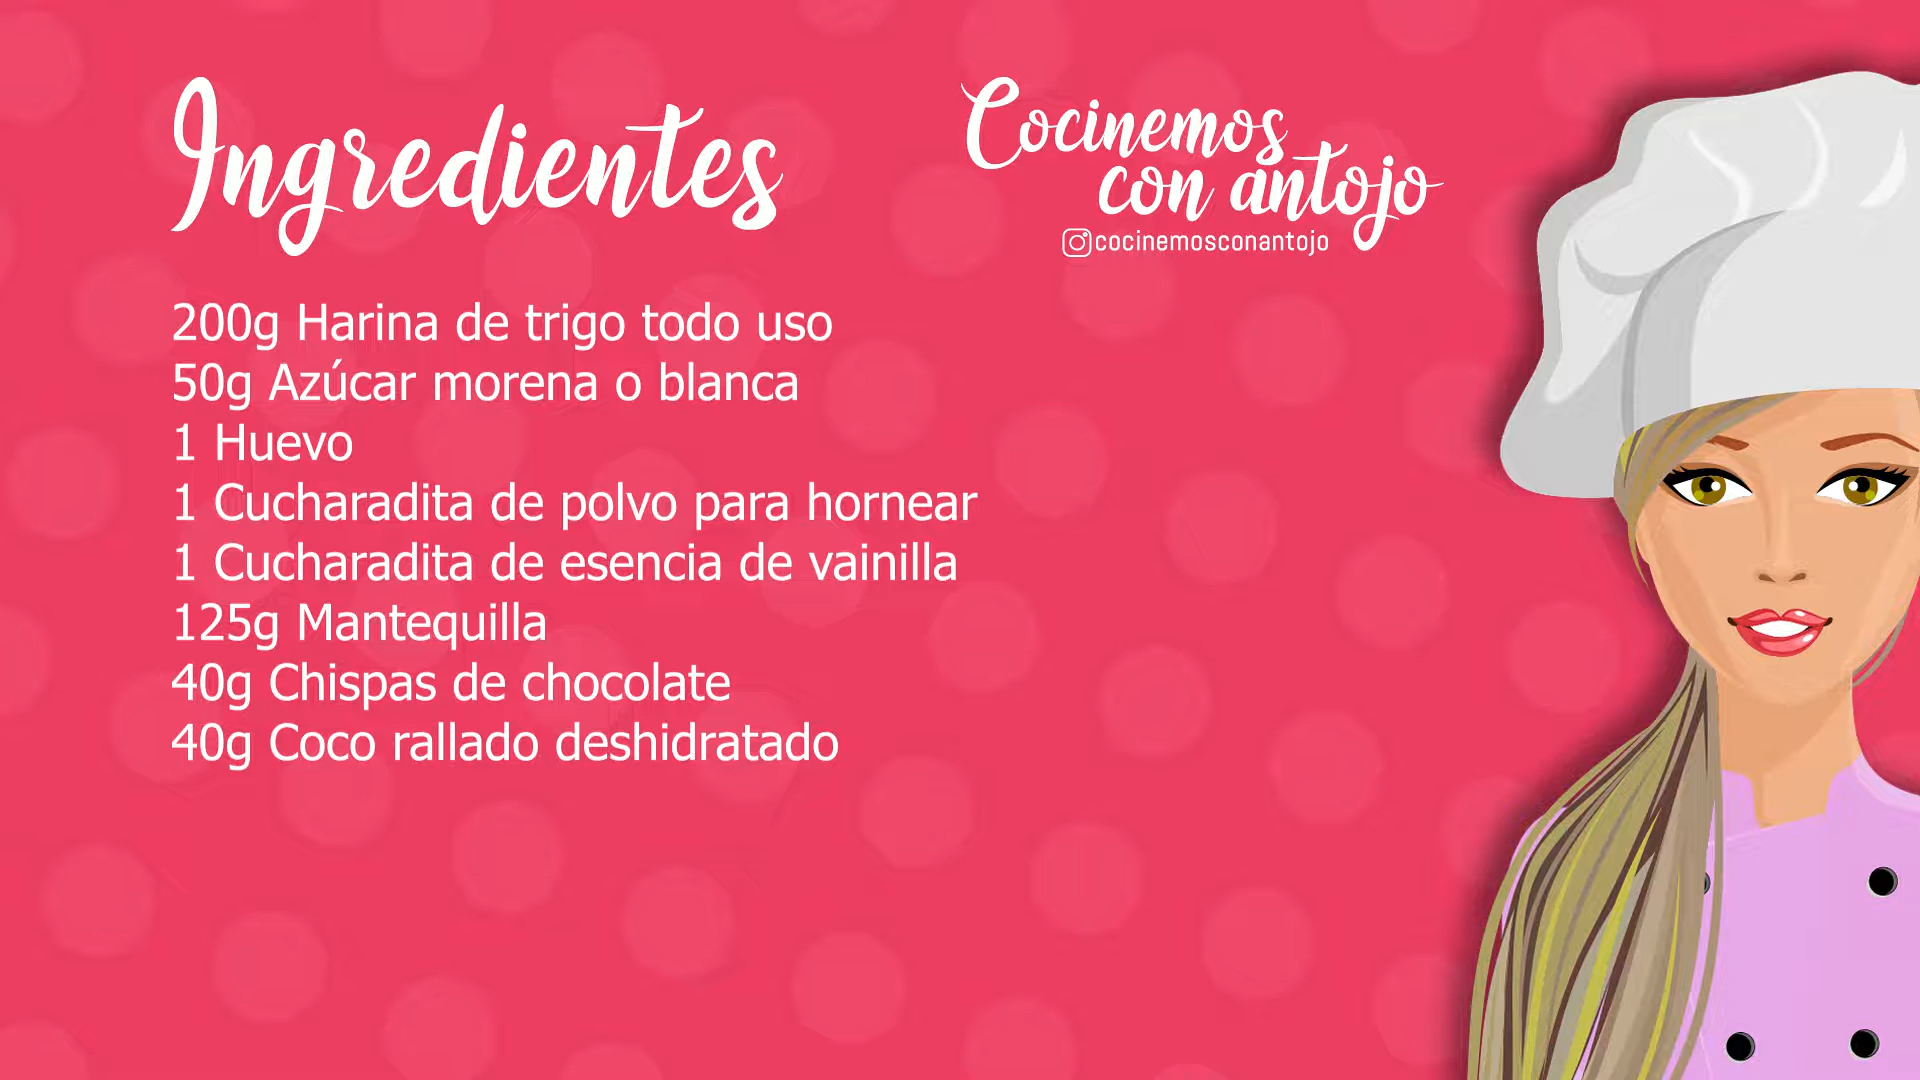 Ingredientes
Cocinemos
con antojo
cocinemosconantojo
200g Harina de trigo todo uso
50g Azúcar morena o blanca
1 Huevo
1 Cucharadita de polvo para hornear
1 Cucharadita de esencia de vainilla
125g Mantequilla
40g Chispas de chocolate
40g Coco rallado deshidratado